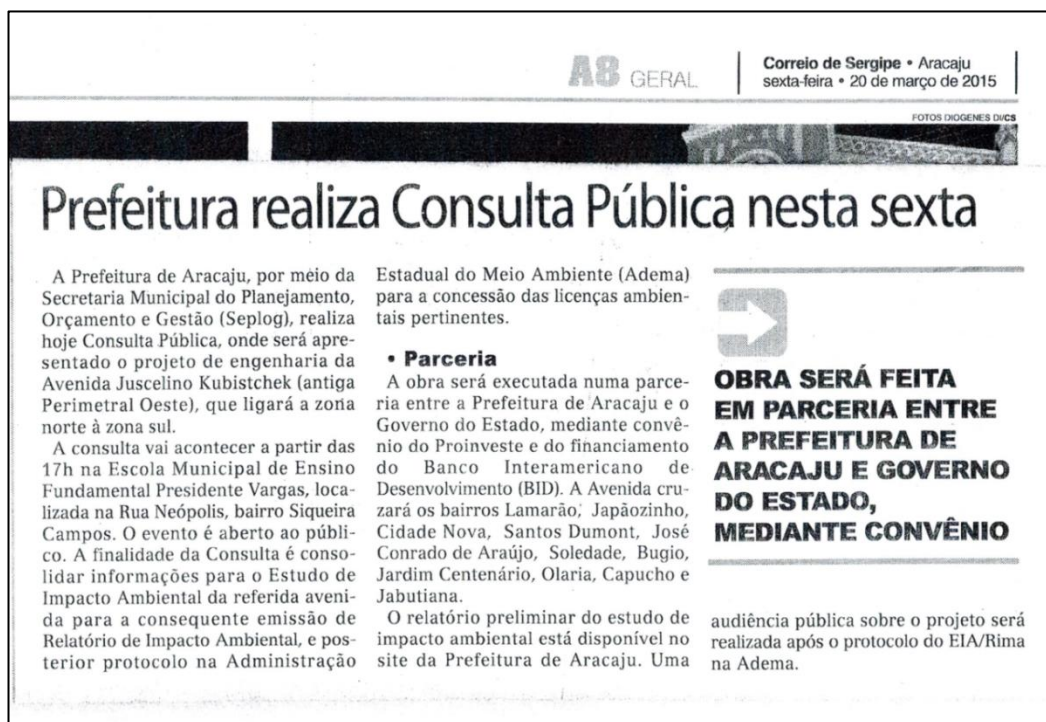 A8 GERAL
Correio de Sergipe • Aracaju
sexta-feira • 20 de março de 2015
FOTOS DIOGENES DI/CS
Prefeitura realiza Consulta Pública nesta sexta
A Prefeitura de Aracaju, por meio da
Secretaria Municipal do Planejamento,
Orçamento e Gestão (Seplog), realiza
hoje Consulta Pública, onde será apre-
sentado o projeto de engenharia da
Avenida Juscelino Kubistchek (antiga
Perimetral Oeste), que ligará a zona
norte à zona sul.
A consulta vai acontecer a partir das
17h na Escola Municipal de Ensino
Fundamental Presidente Vargas, loca-
lizada na Rua Neópolis, bairro Siqueira
Campos. O evento é aberto ao públi-
co. A finalidade da Consulta é conso-
lidar informações para o Estudo de
Impacto Ambiental da referida aveni-
da para a consequente emissão de
Relatório de Impacto Ambiental, e pos-
terior protocolo na Administração
Estadual do Meio Ambiente (Adema)
para a concessão das licenças ambien-
tais pertinentes.
• Parceria
A obra será executada numa parce-
ria entre a Prefeitura de Aracaju e o
Governo do Estado, mediante convê-
nio do Proinveste e do financiamento
do Banco Interamericano de
Desenvolvimento (BID). A Avenida cru-
zará os bairros Lamarão, Japãozinho,
Cidade Nova, Santos Dumont, José
Conrado de Araújo, Soledade, Bugio,
Jardim Centenário, Olaria, Capucho e
Jabutiana.
O relatório preliminar do estudo de
impacto ambiental está disponível no
site da Prefeitura de Aracaju. Uma
OBRA SERÁ FEITA
EM PARCERIA ENTRE
A PREFEITURA DE
ARACAJU E GOVERNO
DO ESTADO,
MEDIANTE CONVÊNIO
audiência pública sobre o projeto será
realizada após o protocolo do EIA/Rima
na Adema.